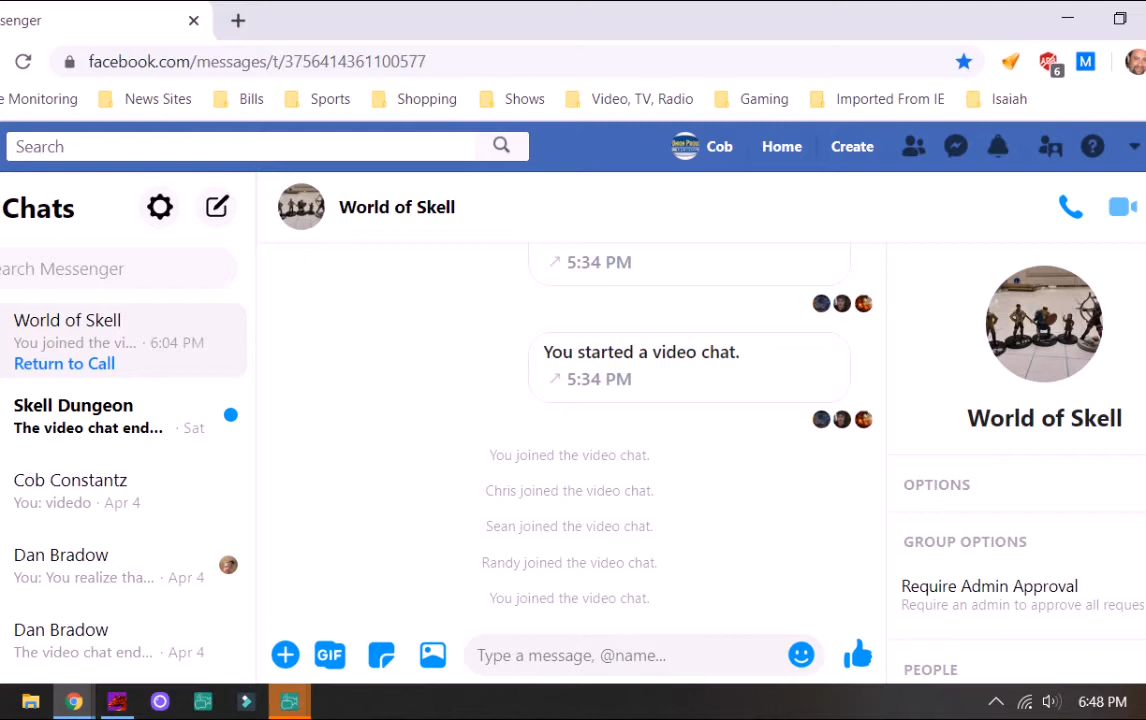 senger
facebook.com/messages/t/3756414361100577
6
M
e Monitoring
News Sites
Bills
Sports
Shopping
Shows
Video, TV, Radio
Gaming
Imported From IE
Isaiah
Search
Cob
Home
Create
Chats
earch Messenger
World of Skell
You joined the vi... · 6:04 PM
Return to Call
Skell Dungeon
The video chat end... · Sat
Cob Constantz
You: videdo · Apr 4
Dan Bradow
You: You realize tha... · Apr 4
Dan Bradow
The video chat end... · Apr 4
World of Skell
5:34 PM
You started a video chat.
5:34 PM
You joined the video chat.
Chris joined the video chat.
Sean joined the video chat.
Randy joined the video chat.
You joined the video chat.
GIF
Type a message, @name...
World of Skell
OPTIONS
GROUP OPTIONS
Require Admin Approval
Require an admin to approve all reques
PEOPLE
6:48 PM